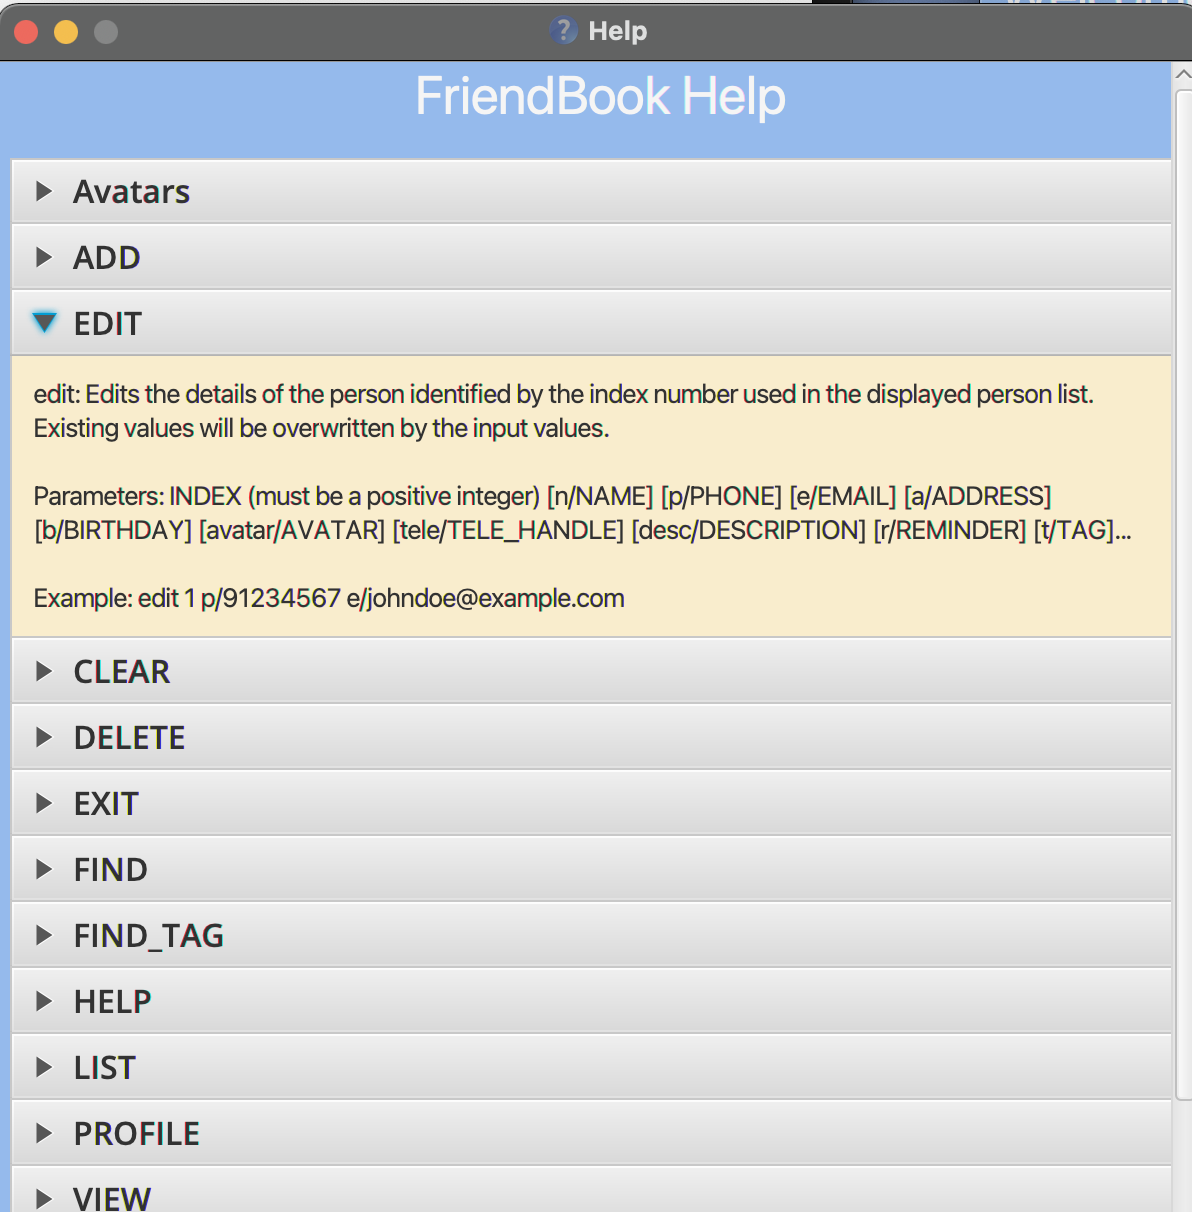 Help
FriendBook Help
Avatars
ADD
EDIT
edit: Edits the details of the person identified by the index number used in the displayed person list.
Existing values will be overwritten by the input values.
Parameters: INDEX (must be a positive integer) [n/NAME] [p/PHONE] [e/EMAIL] [a/ADDRESS]
[b/BIRTHDAY] [avatar/AVATAR] [tele/TELE_HANDLE] [desc/DESCRIPTION] [r/REMINDER] [t/TAG]...
Example: edit 1 p/91234567 e/johndoe@example.com
CLEAR
DELETE
EXIT
FIND
FIND_TAG
HELP
LIST
PROFILE
VIEW